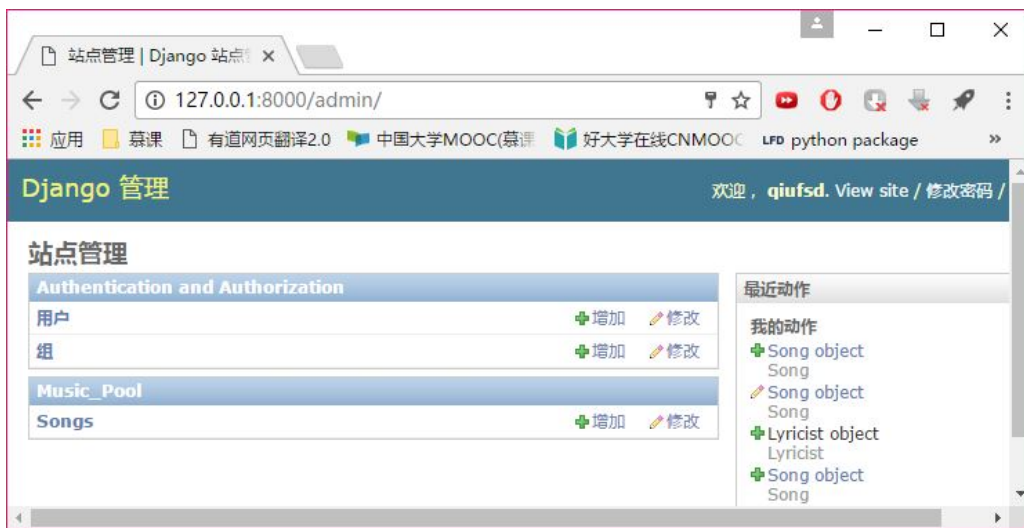 站点管理 | Django 站点
127.0.0.1:8000/admin/
应用 慕课 有道网页翻译2.0 中国大学MOOC(慕课 好大学在线CNMOOC LFD python package »
Django 管理
欢迎， qiufsd. View site / 修改密码 /
站点管理
Authentication and Authorization
用户 增加 修改
组 增加 修改
Music_Pool
Songs 增加 修改
最近动作
我的动作
Song object
Song
Song object
Song
Lyricist object
Lyricist
Song object
Song